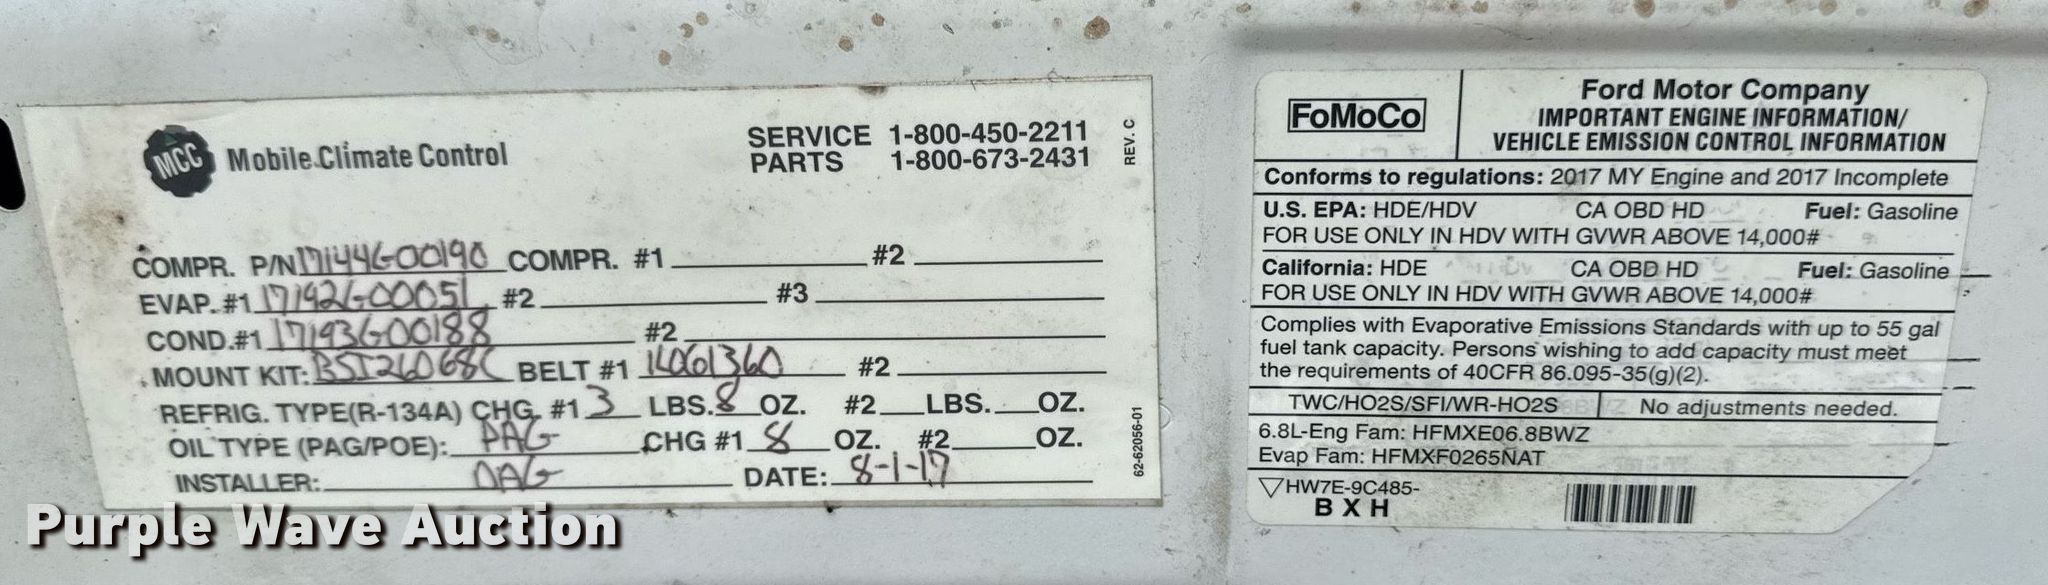 MCC Mobile Climate Control
SERVICE 1-800-450-2211
PARTS 1-800-673-2431
REV. C
COMPR. P/N 17144G00190 COMPR. #1 #2
EVAP. #1 17192G00051 #2 #3
COND.#1 17193G00188 #2
MOUNT KIT: BSI26068C BELT #1 1K061360 #2
REFRIG. TYPE(R-134A) CHG. #1 3 LBS. 8 OZ. #2 LBS. OZ.
OIL TYPE (PAG/POE): PAG CHG #1 8 OZ. #2 OZ.
INSTALLER: DAG DATE: 8-1-17
62-62056-01
FoMoCo
Ford Motor Company
IMPORTANT ENGINE INFORMATION/
VEHICLE EMISSION CONTROL INFORMATION
Conforms to regulations: 2017 MY Engine and 2017 Incomplete
U.S. EPA: HDE/HDV CA OBD HD Fuel: Gasoline
FOR USE ONLY IN HDV WITH GVWR ABOVE 14,000#
California: HDE CA OBD HD Fuel: Gasoline
FOR USE ONLY IN HDV WITH GVWR ABOVE 14,000#
Complies with Evaporative Emissions Standards with up to 55 gal
fuel tank capacity. Persons wishing to add capacity must meet
the requirements of 40CFR 86.095-35(g)(2).
TWC/HO2S/SFI/WR-HO2S No adjustments needed.
6.8L-Eng Fam: HFMXE06.8BWZ
Evap Fam: HFMXF0265NAT
HW7E-9C485-
B X H
Purple Wave Auction